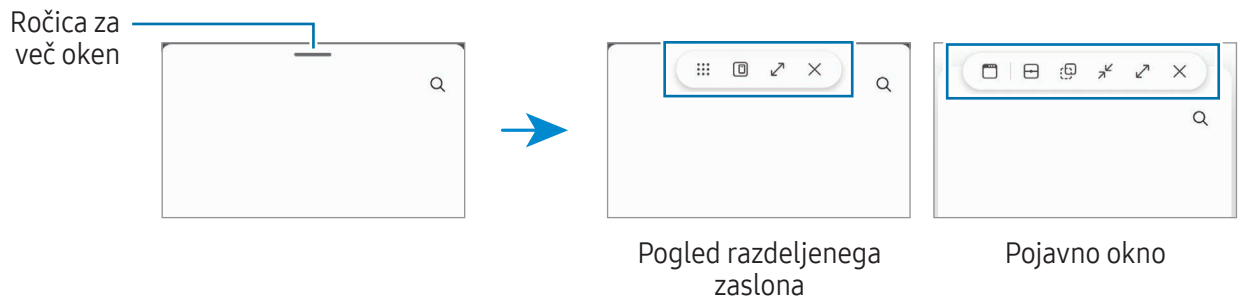 Ročica za
več oken
Pogled razdeljenega
zaslona
Pojavno okno